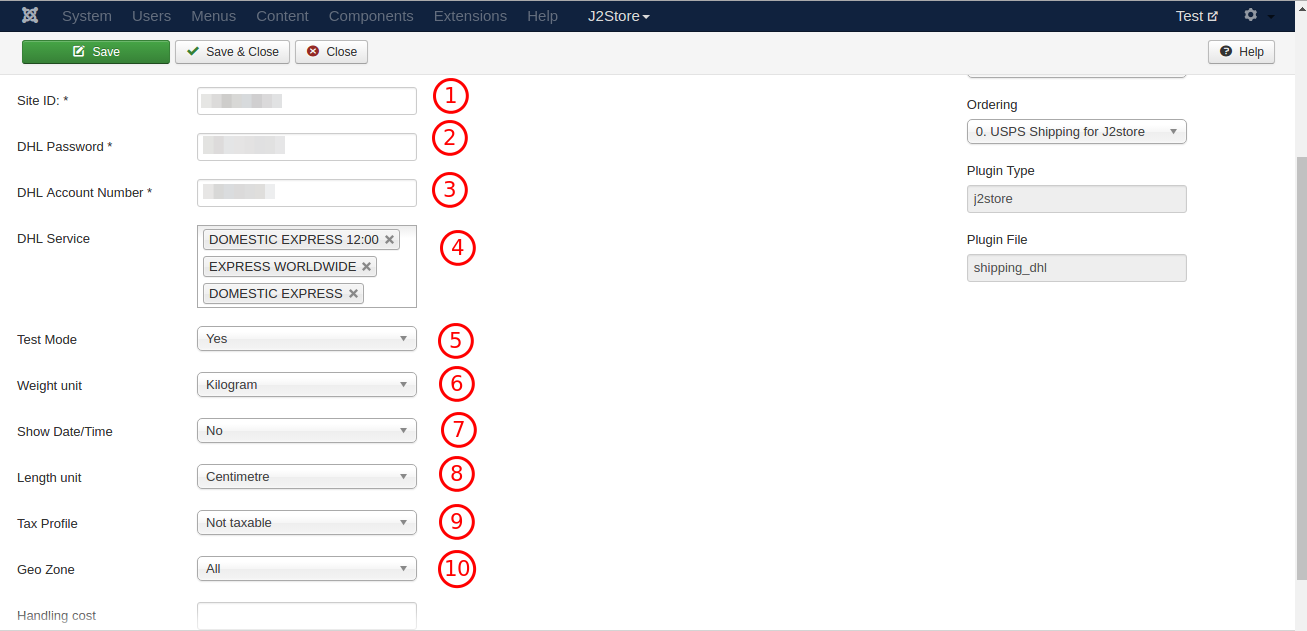 System Users Menus Content Components Extensions Help J2Store Test
Save Save & Close Close Help
Site ID: * 1
DHL Password * 2
DHL Account Number * 3
DHL Service 4
DOMESTIC EXPRESS 12:00
EXPRESS WORLDWIDE
DOMESTIC EXPRESS
Test Mode Yes 5
Weight unit Kilogram 6
Show Date/Time No 7
Length unit Centimetre 8
Tax Profile Not taxable 9
Geo Zone All 10
Handling cost
Ordering
0. USPS Shipping for J2store
Plugin Type
j2store
Plugin File
shipping_dhl